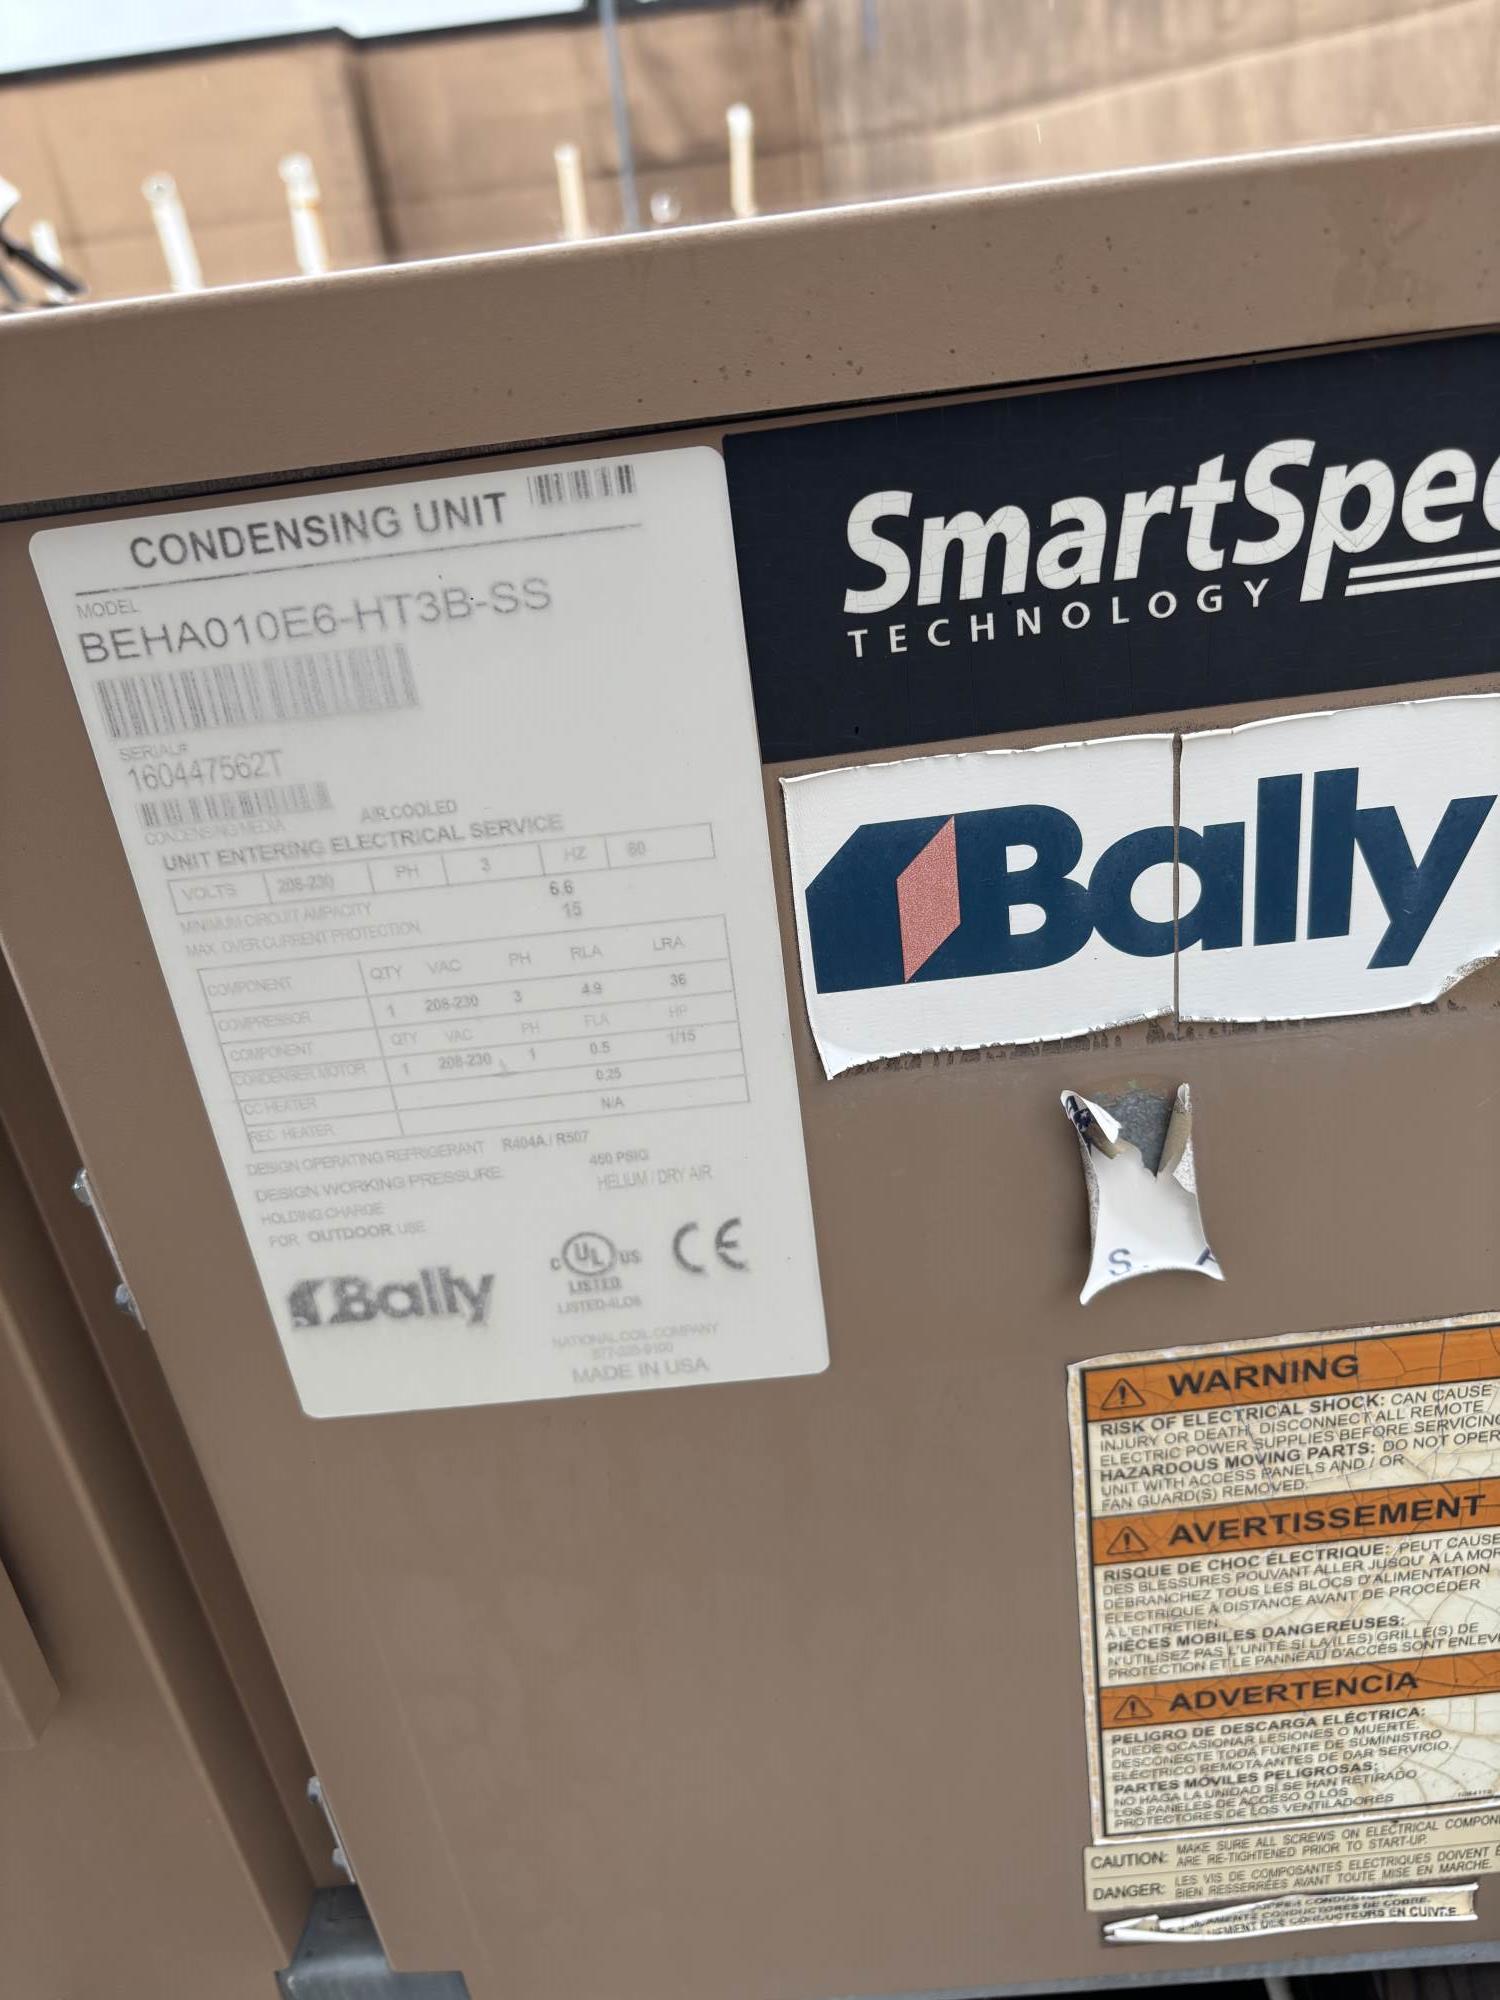 CONDENSING UNIT
MODEL
BEHA010E6-HT3B-SS
SERIAL#
160447562T
CONDENSING MEDIA AIR COOLED
UNIT ENTERING ELECTRICAL SERVICE
VOLTS 208-230 PH 3 HZ 60
MINIMUM CIRCUIT AMPACITY 6.6
MAX. OVER CURRENT PROTECTION 15
COMPONENT QTY VAC PH RLA LRA
COMPRESSOR 1 208-230 3 4.9 36
COMPONENT QTY VAC PH FLA HP
CONDENSER MOTOR 1 208-230 1 0.5 1/15
CC HEATER 0.25
REC HEATER N/A
DESIGN OPERATING REFRIGERANT R404A / R507
DESIGN WORKING PRESSURE 450 PSIG
HOLDING CHARGE HELIUM / DRY AIR
FOR OUTDOOR USE
Bally
C UL US
LISTED
CE
NATIONAL COIL COMPANY
MADE IN USA
SmartSpee
TECHNOLOGY
Bally
S.
WARNING
RISK OF ELECTRICAL SHOCK: CAN CAUSE
INJURY OR DEATH, DISCONNECT ALL REMOTE
ELECTRIC POWER SUPPLIES BEFORE SERVICING
HAZARDOUS MOVING PARTS: DO NOT OPER
UNIT WITH ACCESS PANELS AND / OR
FAN GUARD(S) REMOVED.
AVERTISSEMENT
RISQUE DE CHOC ÉLECTRIQUE: PEUT CAUSE
DES BLESSURES POUVANT ALLER JUSQU' À LA MOR
DÉBRANCHEZ TOUS LES BLOCS D'ALIMENTATION
ÉLECTRIQUE À DISTANCE AVANT DE PROCÉDER
À L'ENTRETIEN.
PIÈCES MOBILES DANGEREUSES:
N'UTILISEZ PAS L'UNITÉ SI LA(LES) GRILLE(S) DE
PROTECTION ET LE PANNEAU D'ACCÈS SONT ENLEV
ADVERTENCIA
PELIGRO DE DESCARGA ELÉCTRICA:
PUEDE OCASIONAR LESIONES O MUERTE.
DESCONECTE TODA FUENTE DE SUMINISTRO
ELÉCTRICO REMOTA ANTES DE DAR SERVICIO.
PARTES MÓVILES PELIGROSAS:
NO HAGA LA UNIDAD SI SE HAN RETIRADO
LOS PANELES DE ACCESO O LOS
PROTECTORES DE LOS VENTILADORES
CAUTION: MAKE SURE ALL SCREWS ON ELECTRICAL COMPON
ARE RE-TIGHTENED PRIOR TO START-UP.
DANGER: LES VIS DE COMPOSANTES ÉLECTRIQUES DOIVENT Ê
BIEN RESSERRÉES AVANT TOUTE MISE EN MARCHE.
CONDUCTORES DE COBRE.
CONDUCTEURS EN CUIVRE.